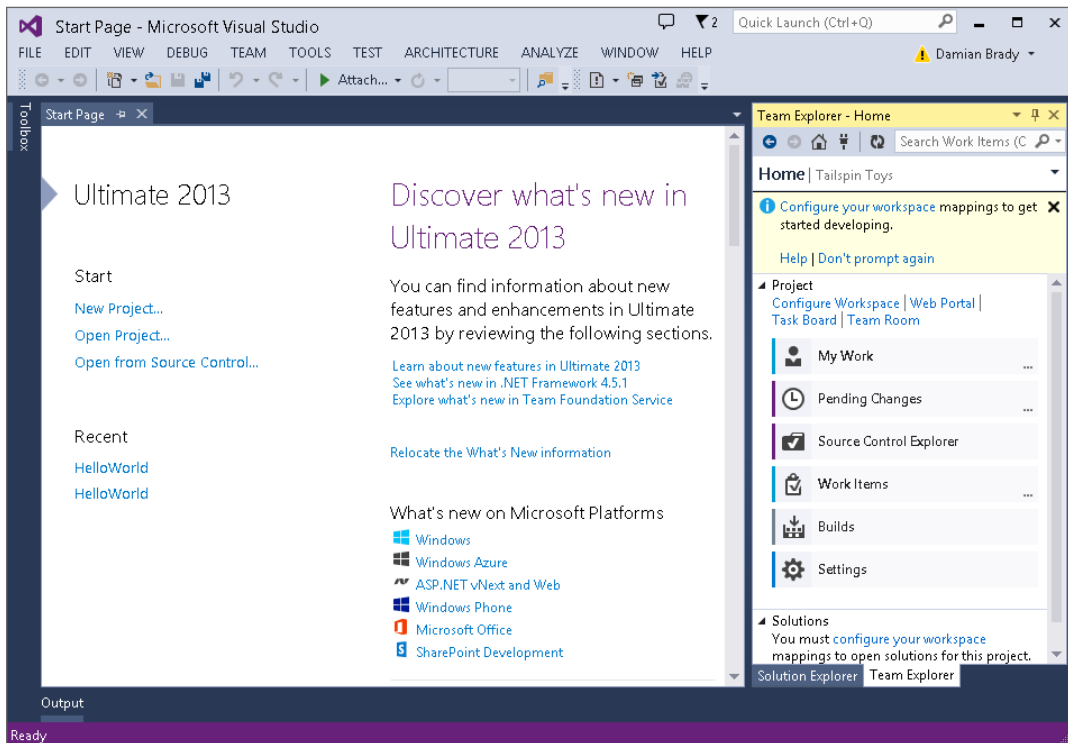 Start Page - Microsoft Visual Studio
2
Quick Launch (Ctrl+Q)
FILE EDIT VIEW DEBUG TEAM TOOLS TEST ARCHITECTURE ANALYZE WINDOW HELP
Damian Brady
Attach...
Toolbox
Start Page
Ultimate 2013
Start
New Project...
Open Project...
Open from Source Control...
Recent
HelloWorld
HelloWorld
Discover what's new in
Ultimate 2013
You can find information about new
features and enhancements in Ultimate
2013 by reviewing the following sections.
Learn about new features in Ultimate 2013
See what's new in .NET Framework 4.5.1
Explore what's new in Team Foundation Service
Relocate the What's New information
What's new on Microsoft Platforms
Windows
Windows Azure
ASP.NET vNext and Web
Windows Phone
Microsoft Office
SharePoint Development
Team Explorer - Home
Search Work Items (C
Home | Tailspin Toys
Configure your workspace mappings to get
started developing.
Help | Don't prompt again
Project
Configure Workspace | Web Portal |
Task Board | Team Room
My Work
...
Pending Changes
...
Source Control Explorer
Work Items
...
Builds
Settings
Solutions
You must configure your workspace
mappings to open solutions for this project.
Solution Explorer Team Explorer
Output
Ready